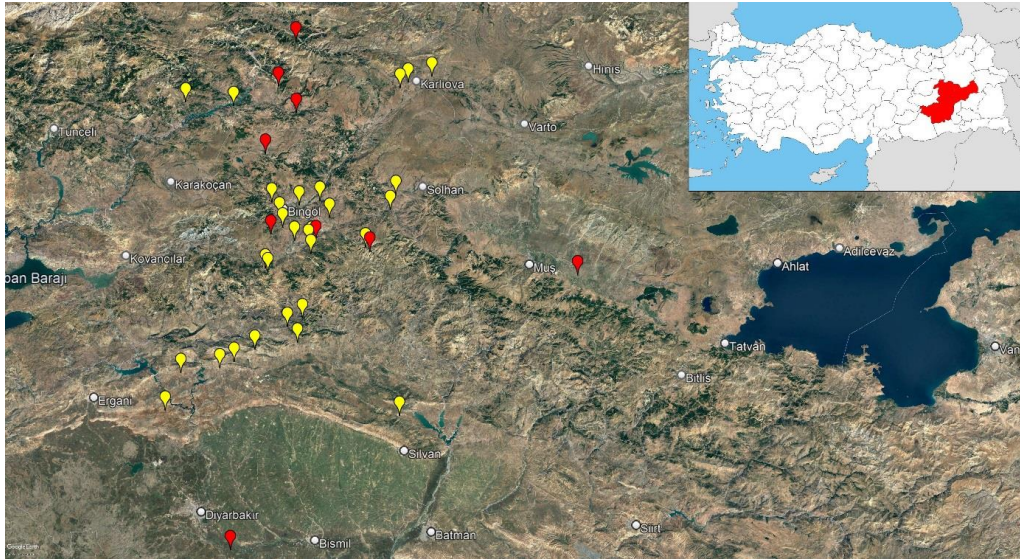 Hınıs
Karlıova
Tunceli
Varto
Karakoçan
Solhan
Bingöl
Kovancılar
Muş
Adilcevaz
Ahlat
ban Barajı
Tatvan
Van
Bitlis
Ergani
Silvan
Diyarbakır
Siirt
Batman
Bismil
Google Earth